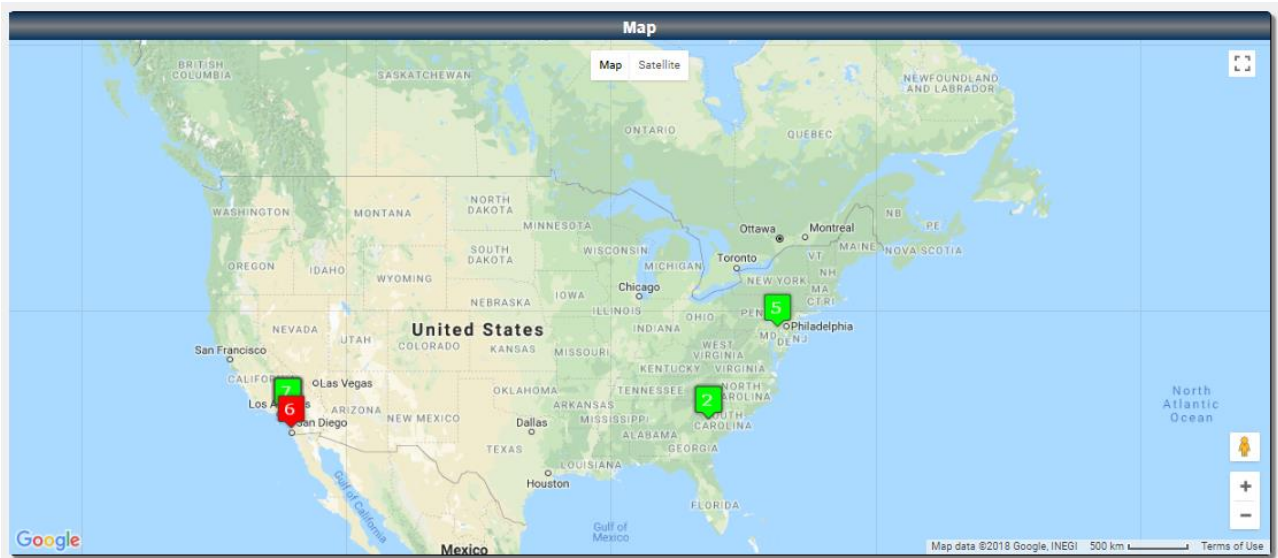 Map
Map Satellite
BRITISH
COLUMBIA
SASKATCHEWAN
NEWFOUNDLAND
AND LABRADOR
ONTARIO
QUEBEC
WASHINGTON
MONTANA
NORTH
DAKOTA
MINNESOTA
Ottawa
Montreal
NB
PE
MAINE
NOVA SCOTIA
OREGON
IDAHO
WYOMING
SOUTH
DAKOTA
WISCONSIN
MICHIGAN
Toronto
VT
NH
NEW YORK
MA
CT RI
NEBRASKA
IOWA
Chicago
ILLINOIS
INDIANA
OHIO
PEN
5
Philadelphia
MD
DE
NJ
NEVADA
UTAH
United States
COLORADO
KANSAS
MISSOURI
WEST
VIRGINIA
KENTUCKY
VIRGINIA
San Francisco
CALIFOR
Las Vegas
7
6
Los A
s
San Diego
ARIZONA
NEW MEXICO
OKLAHOMA
ARKANSAS
TENNESSEE
2
NORTH
AROLINA
UTH
CAROLINA
Dallas
MISSISSIPPI
ALABAMA
GEORGIA
TEXAS
LOUISIANA
Houston
FLORIDA
Gulf of
California
Gulf of
Mexico
Mexico
North
Atlantic
Ocean
+
−
Google
Map data ©2018 Google, INEGI 500 km Terms of Use